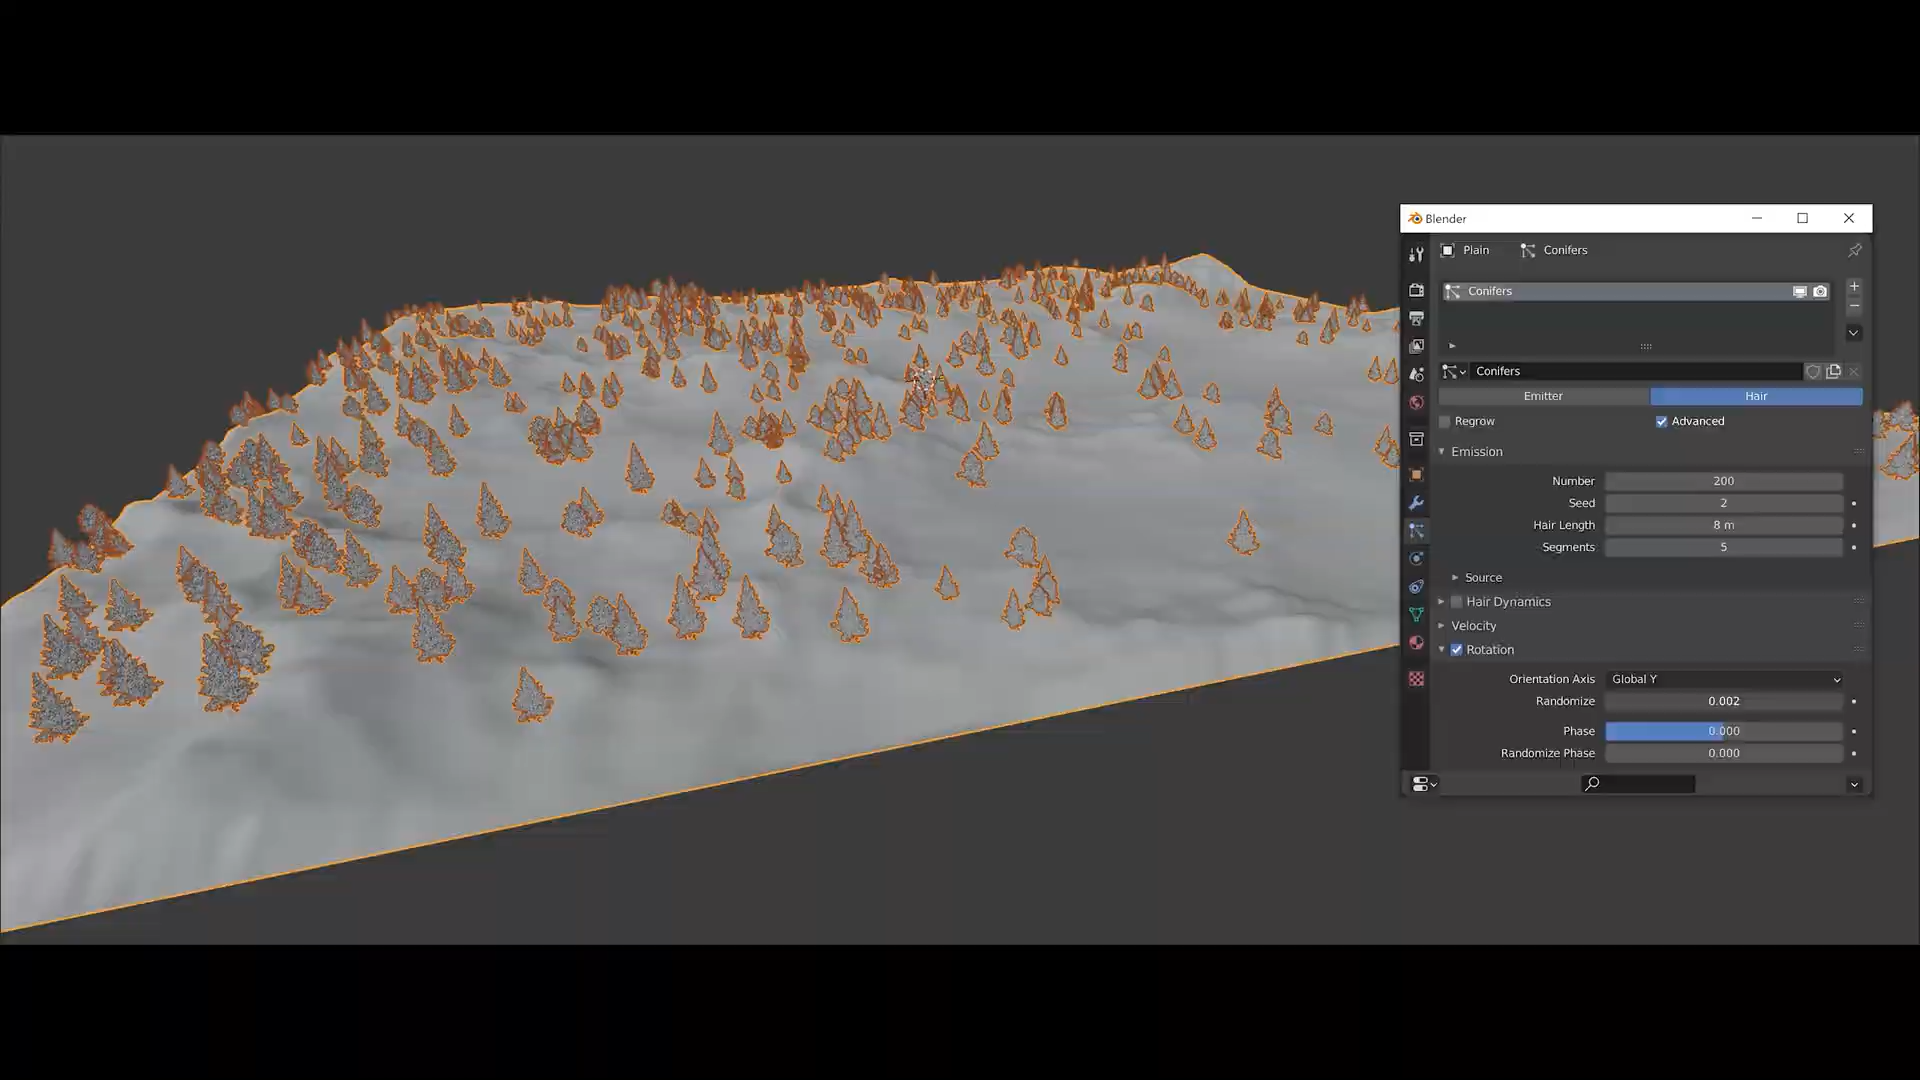 Blender
Plain Conifers
Conifers
Conifers
Emitter Hair
Regrow Advanced
Emission
Number 200
Seed 2
Hair Length 8 m
Segments 5
Source
Hair Dynamics
Velocity
Rotation
Orientation Axis Global Y
Randomize 0.002
Phase 0.000
Randomize Phase 0.000